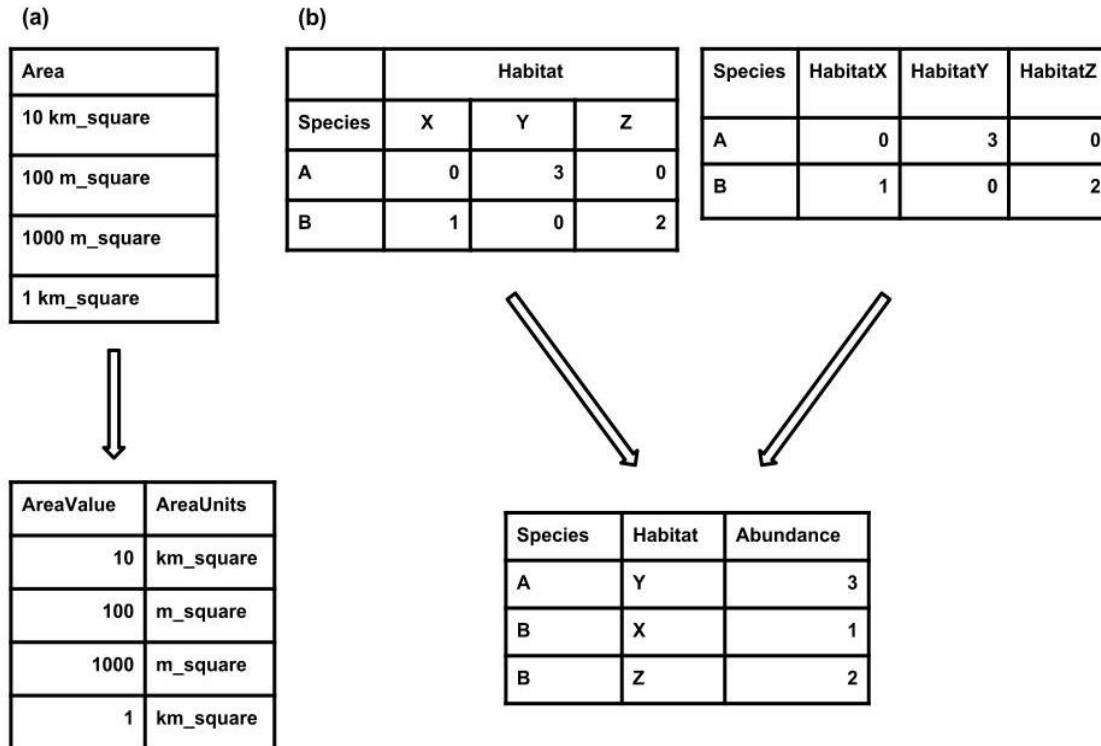 (a)
Area
10 km_square
100 m_square
1000 m_square
1 km_square
AreaValue AreaUnits
10 km_square
100 m_square
1000 m_square
1 km_square
(b)
Habitat
Species X Y Z
A 0 3 0
B 1 0 2
Species HabitatX HabitatY HabitatZ
A 0 3 0
B 1 0 2
Species Habitat Abundance
A Y 3
B X 1
B Z 2